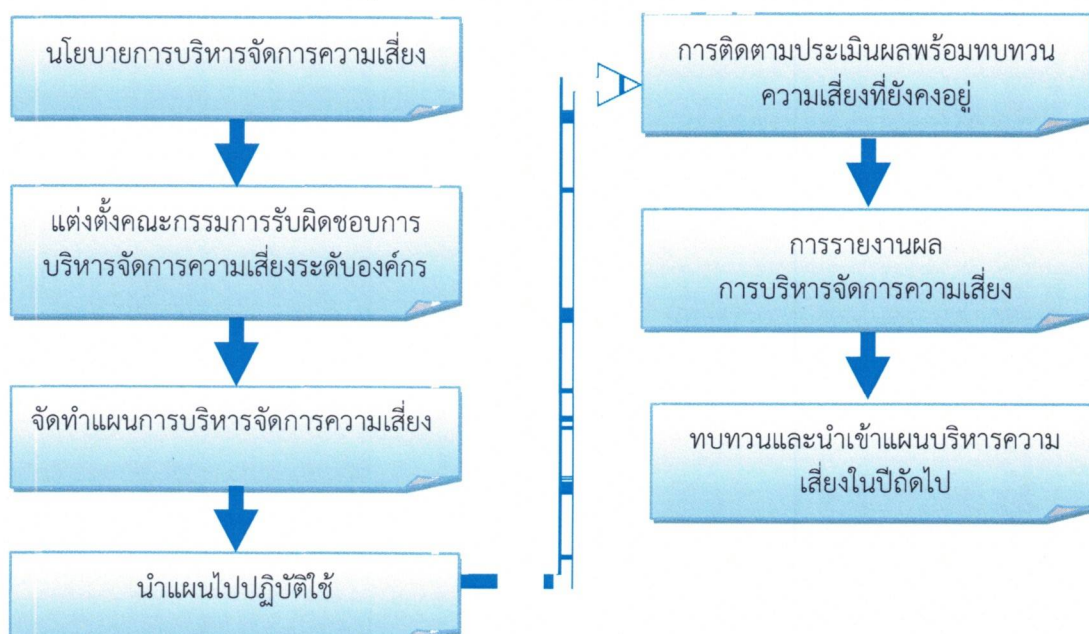 นโยบายการบริหารจัดการความเสี่ยง
แต่งตั้งคณะกรรมการรับผิดชอบการ
บริหารจัดการความเสี่ยงระดับองค์กร
จัดทำแผนการบริหารจัดการความเสี่ยง
นำแผนไปปฏิบัติใช้
การติดตามประเมินผลพร้อมทบทวน
ความเสี่ยงที่ยังคงอยู่
การรายงานผล
การบริหารจัดการความเสี่ยง
ทบทวนและนำเข้าแผนบริหารความ
เสี่ยงในปีถัดไป